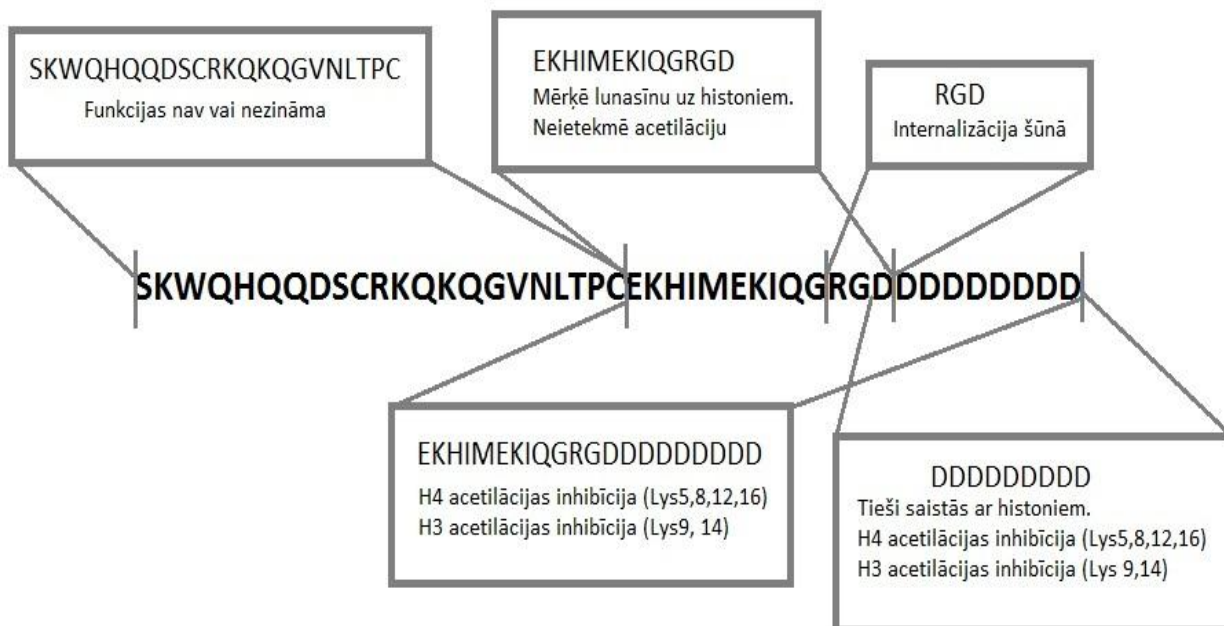 SKWQHQQDSCRKQKQGVNLTPC
Funkcijas nav vai nezināma
EKHIMEKIQGRGD
Mērķē lunasīnu uz histoniem.
Neietekmē acetilāciju
RGD
Internalizācija šūnā
SKWQHQQDSCRKQKQGVNLTPCEKHIMEKIQGRGDDDDDDDDD
EKHIMEKIQGRGDDDDDDDDD
H4 acetilācijas inhibīcija (Lys5,8,12,16)
H3 acetilācijas inhibīcija (Lys9, 14)
DDDDDDDDD
Tieši saistās ar histoniem.
H4 acetilācijas inhibīcija (Lys5,8,12,16)
H3 acetilācijas inhibīcija (Lys 9,14)